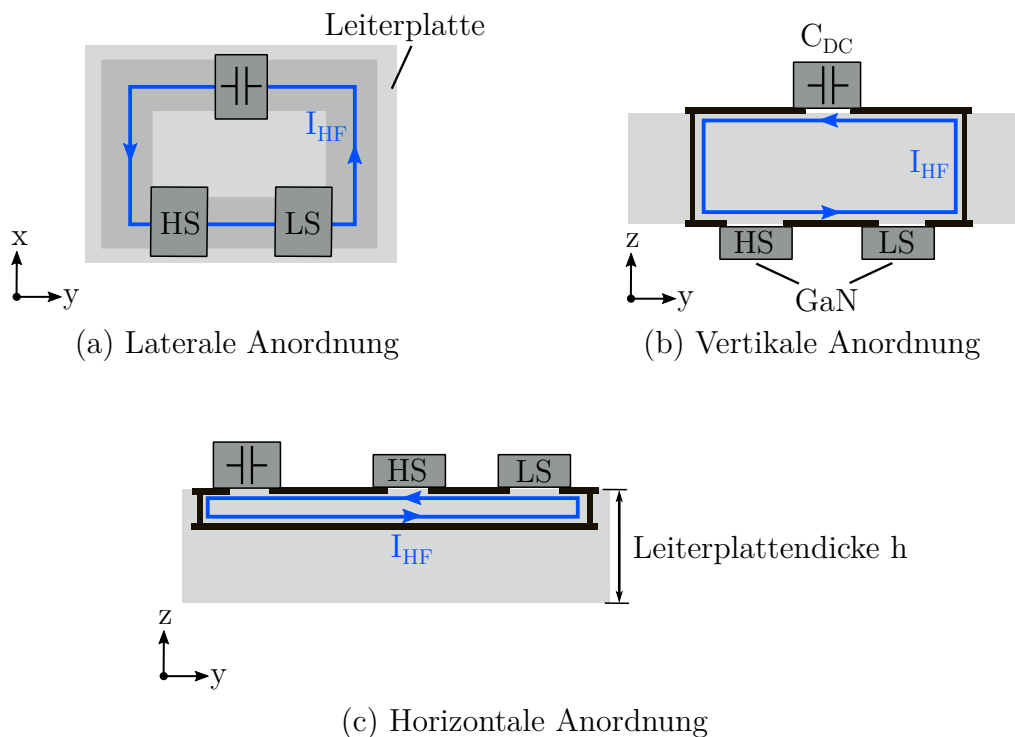 Leiterplatte
I_HF
HS LS
x
y
(a) Laterale Anordnung
C_DC
I_HF
HS LS
z
y
GaN
(b) Vertikale Anordnung
HS LS
I_HF
Leiterplattendicke h
z
y
(c) Horizontale Anordnung